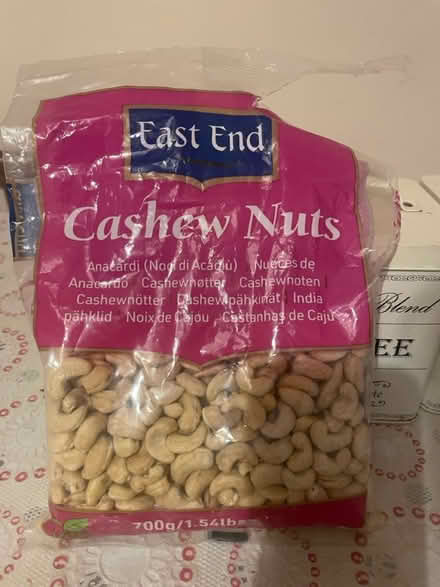 East End
Cashew Nuts
Anacardi (Noci di Acagiù) Nueces de
Anacardo Cashewnøtter Cashewnoten |
Cashewnötter Cashewpähkinät | India
pähklid Noix de Cajou Castanhas de Caju
700g/1.54lb
Blend
EE